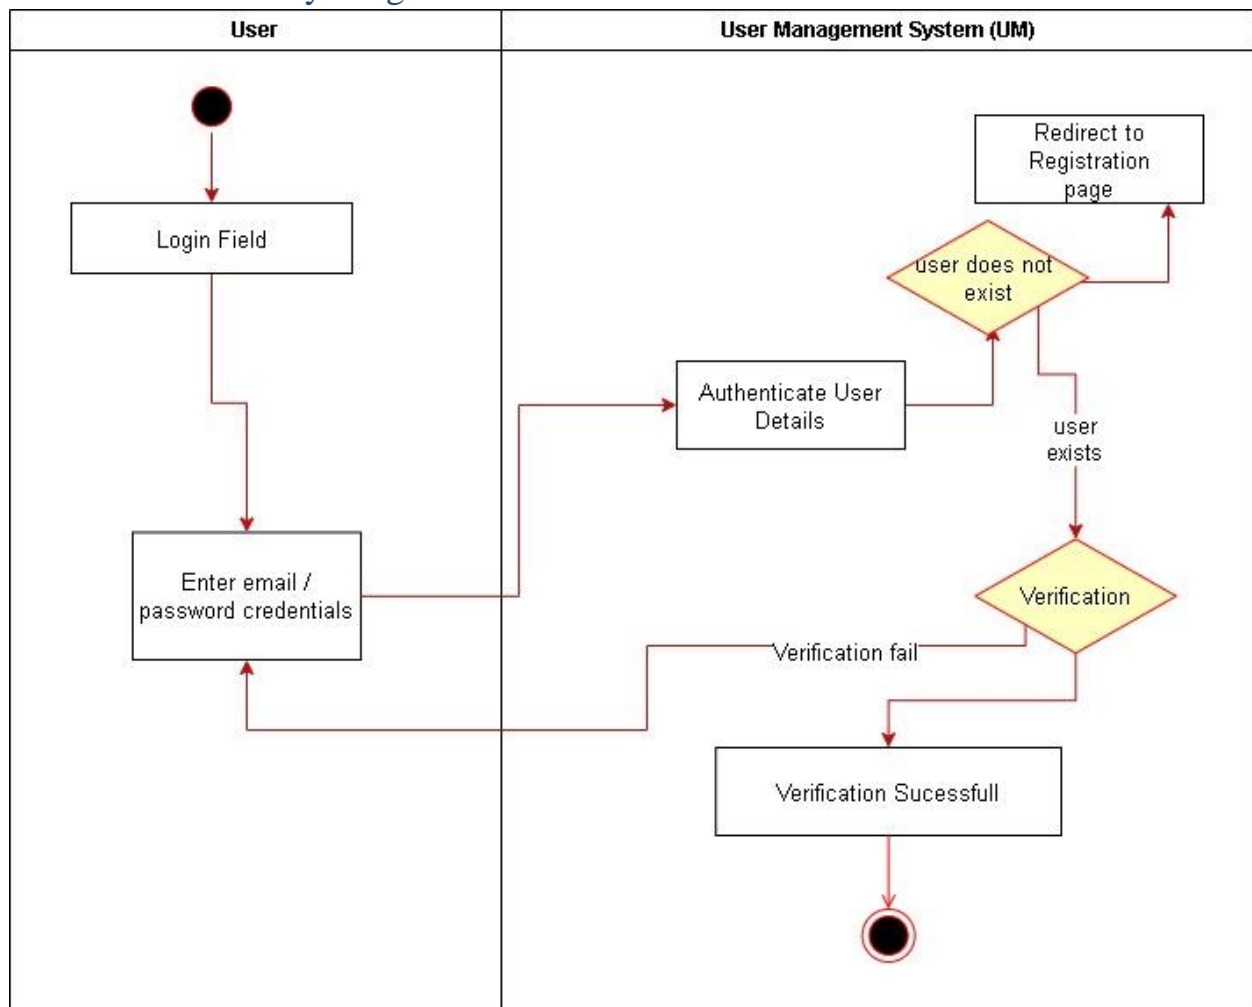 User
User Management System (UM)
Login Field
Enter email /
password credentials
Authenticate User
Details
user does not
exist
Redirect to
Registration
page
user
exists
Verification
Verification fail
Verification Sucessfull